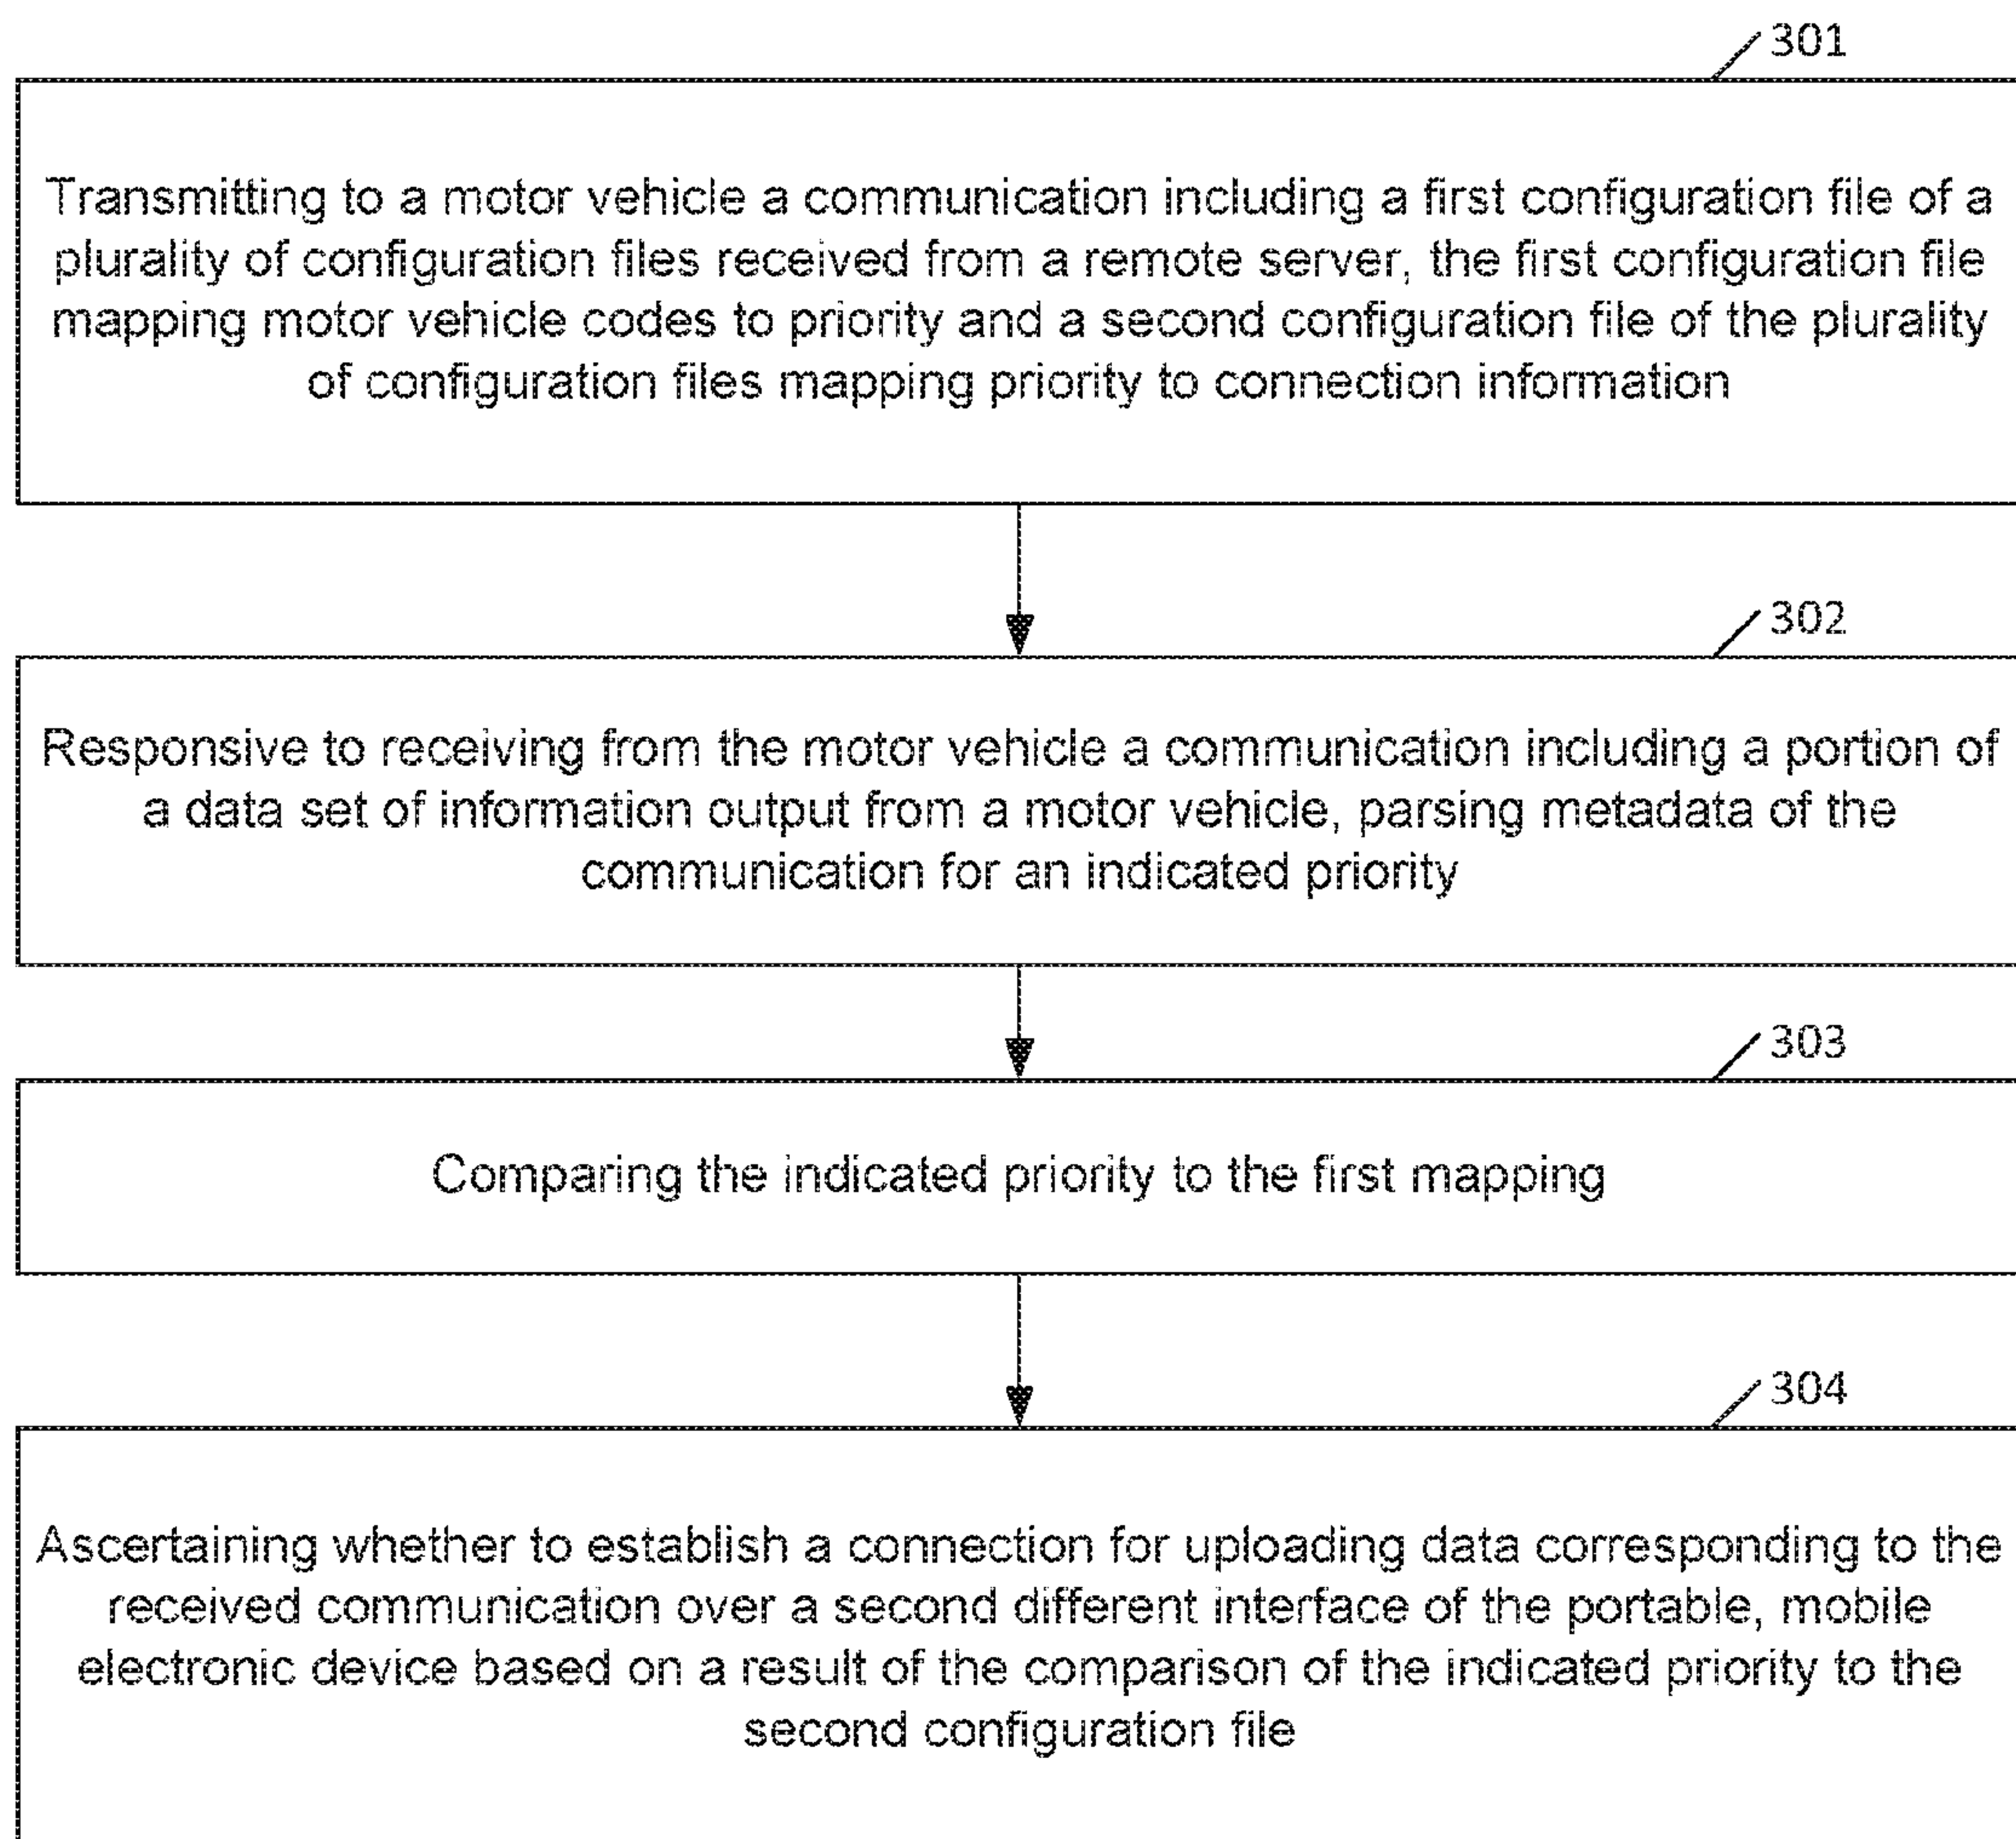 301
Transmitting to a motor vehicle a communication including a first configuration file of a
plurality of configuration files received from a remote server, the first configuration file
mapping motor vehicle codes to priority and a second configuration file of the plurality
of configuration files mapping priority to connection information
302
Responsive to receiving from the motor vehicle a communication including a portion of
a data set of information output from a motor vehicle, parsing metadata of the
communication for an indicated priority
303
Comparing the indicated priority to the first mapping
304
Ascertaining whether to establish a connection for uploading data corresponding to the
received communication over a second different interface of the portable, mobile
electronic device based on a result of the comparison of the indicated priority to the
second configuration file